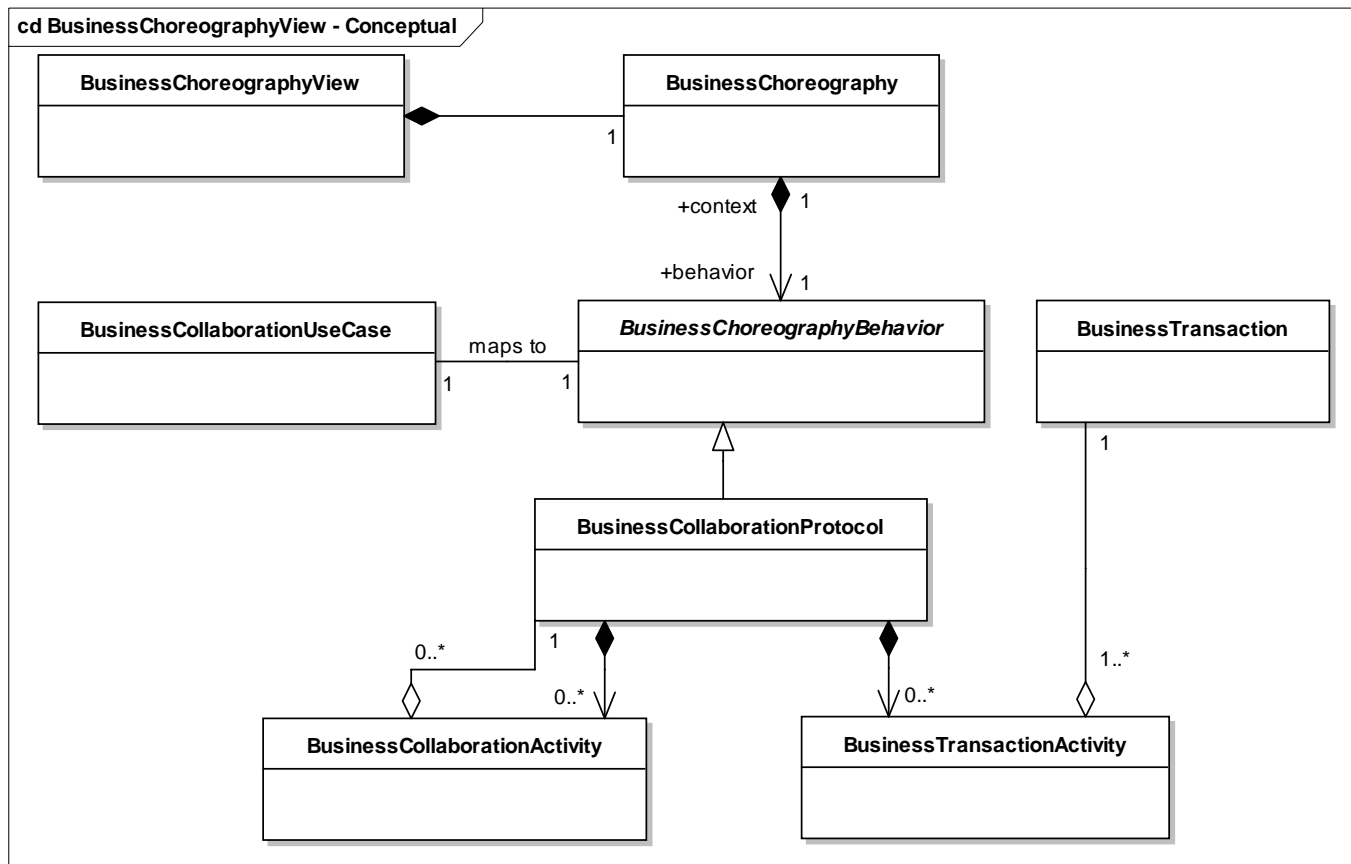 cd BusinessChoreographyView - Conceptual
BusinessChoreographyView
BusinessChoreography
1
+context
1
+behavior
1
BusinessCollaborationUseCase
BusinessChoreographyBehavior
BusinessTransaction
maps to
1
1
1
BusinessCollaborationProtocol
0..*
1
0..*
0..*
1..*
BusinessCollaborationActivity
BusinessTransactionActivity